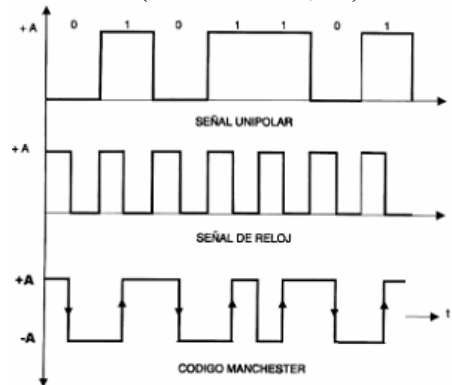 +A 0 1 0 1 1 0 1
SEÑAL UNIPOLAR
+A
SEÑAL DE RELOJ
+A
t
-A
CODIGO MANCHESTER